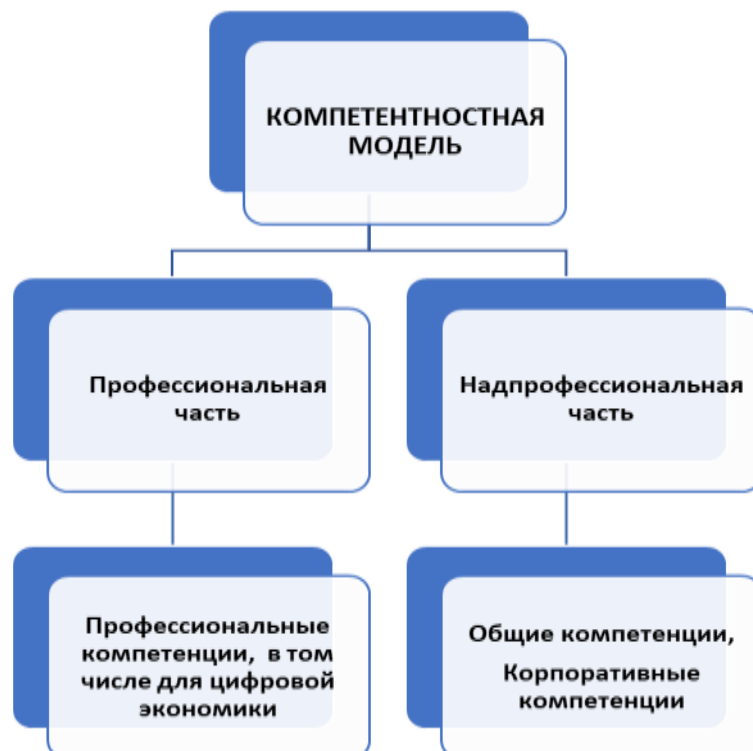 КОМПЕТЕНТНОСТНАЯ
МОДЕЛЬ
Профессиональная
часть
Надпрофессиональная
часть
Профессиональные
компетенции, в том
числе для цифровой
экономики
Общие компетенции,
Корпоративные
компетенции